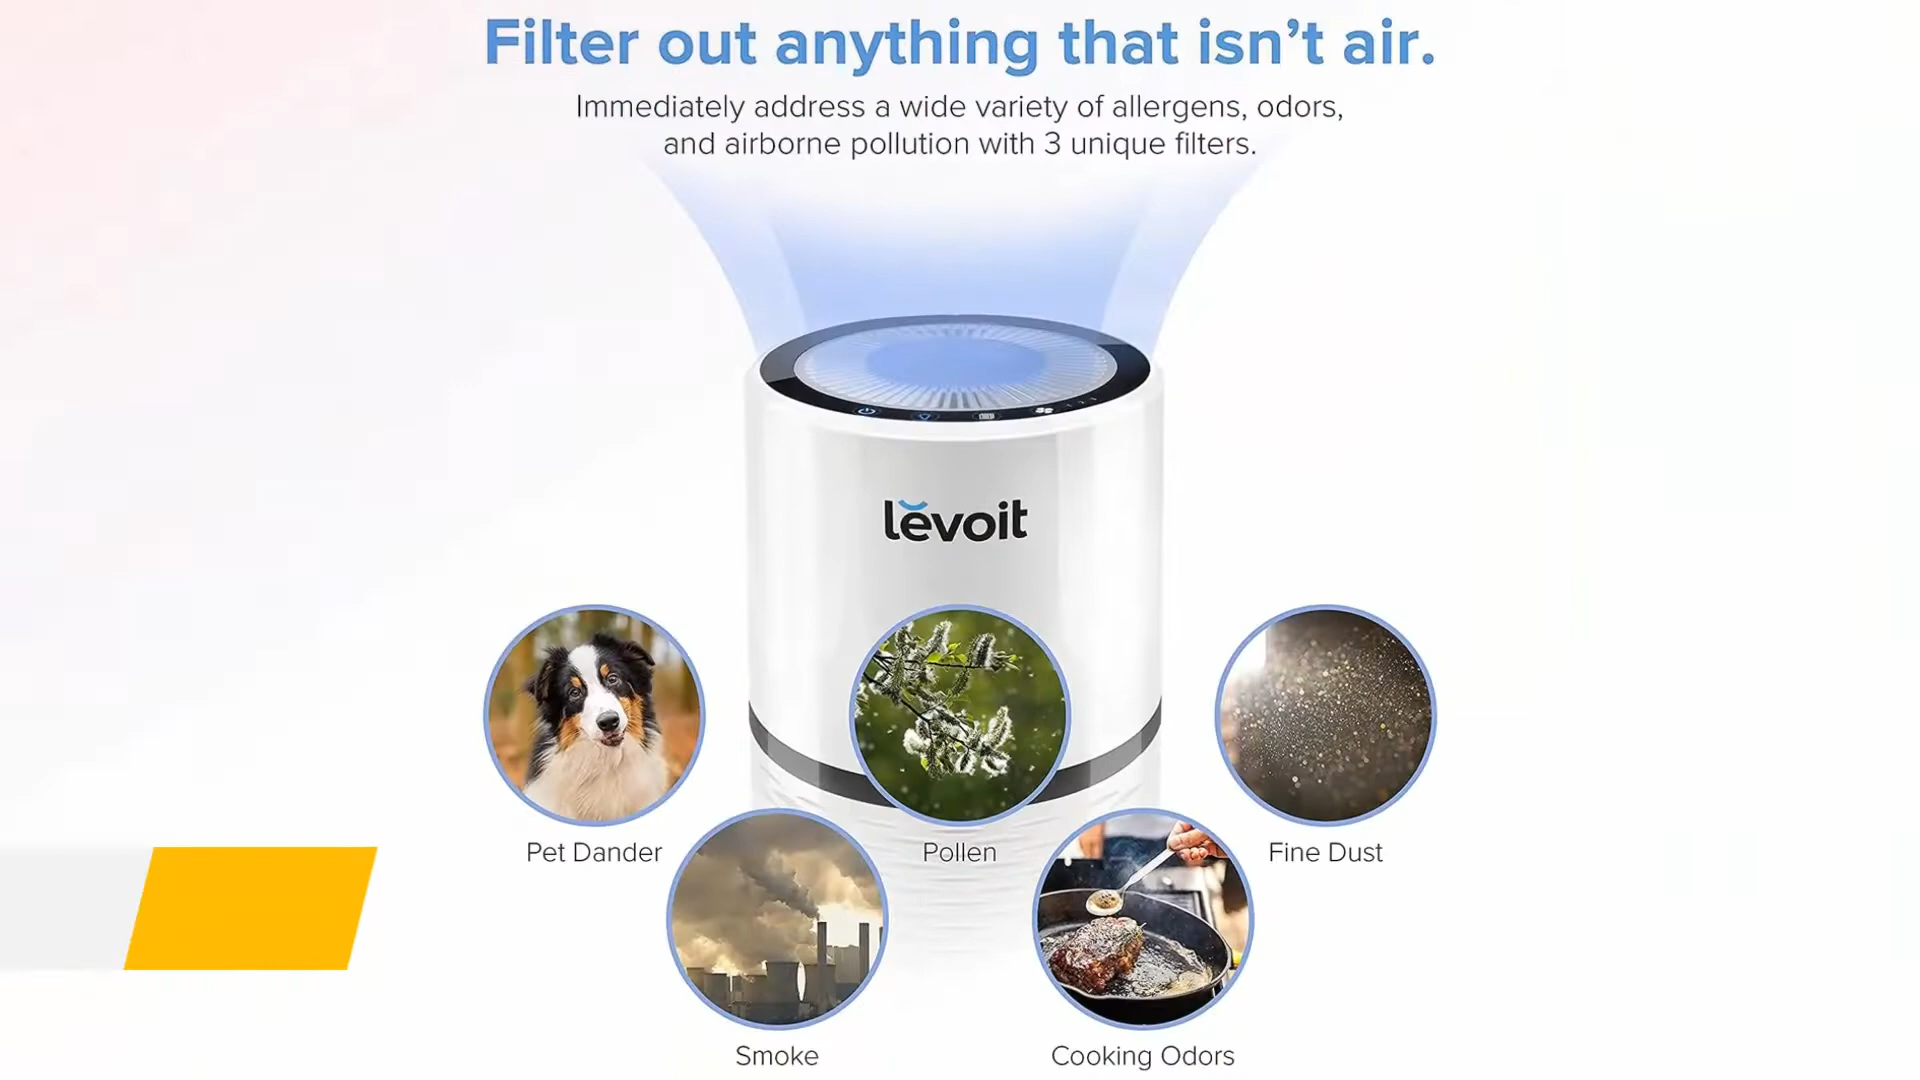 Filter out anything that isn’t air.
Immediately address a wide variety of allergens, odors,
and airborne pollution with 3 unique filters.
levoit
Pet Dander
Pollen
Fine Dust
Smoke
Cooking Odors